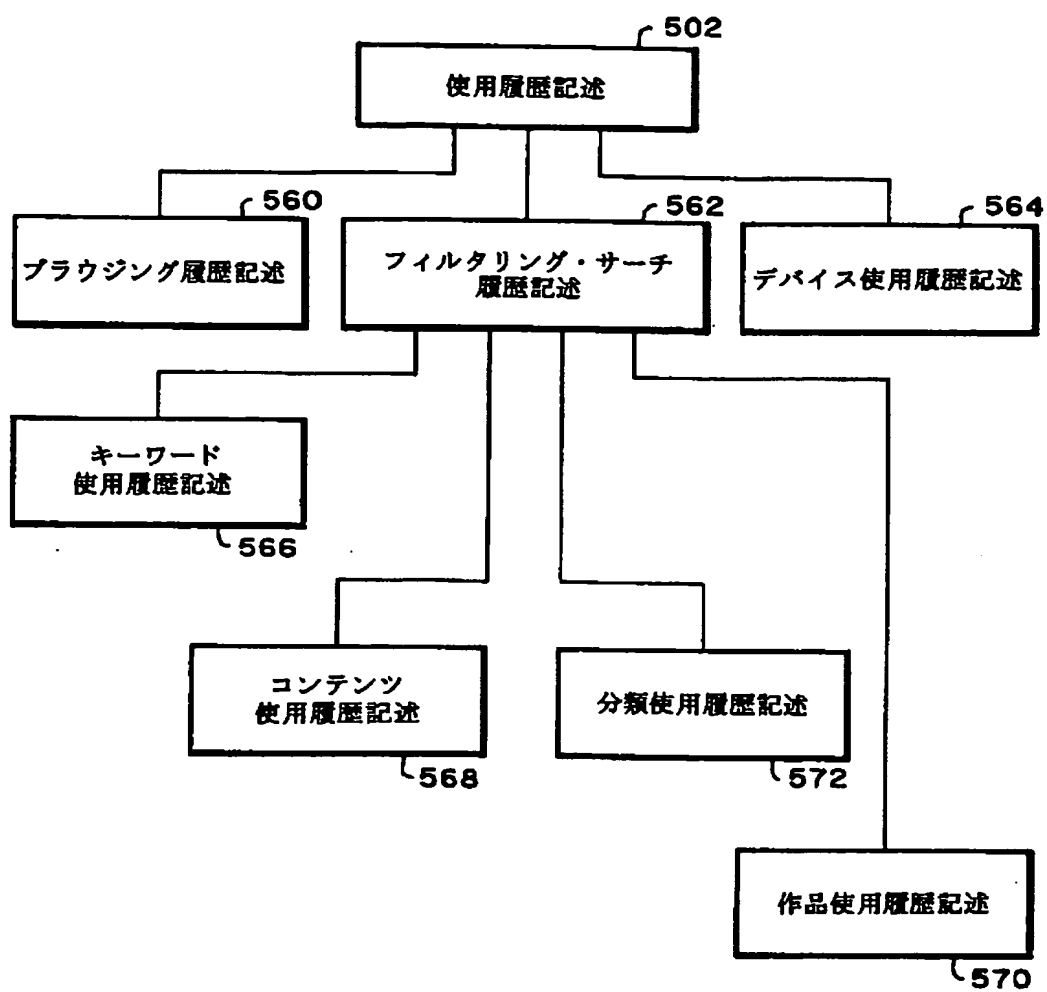 502
使用履歴記述
560
ブラウジング履歴記述
562
フィルタリング・サーチ
履歴記述
564
デバイス使用履歴記述
キーワード
使用履歴記述
566
コンテンツ
使用履歴記述
568
分類使用履歴記述
572
作品使用履歴記述
570